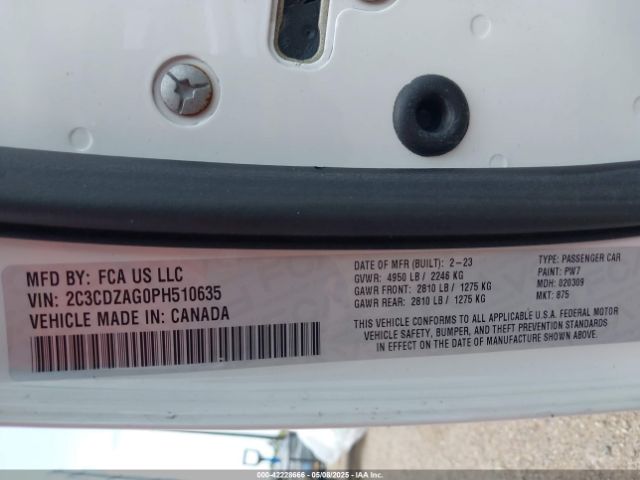 MFD BY: FCA US LLC
VIN: 2C3CDZAG0PH510635
VEHICLE MADE IN: CANADA
DATE OF MFR (BUILT): 2-23
GVWR: 4950 LB / 2246 KG
GAWR FRONT: 2810 LB / 1275 KG
GAWR REAR: 2810 LB / 1275 KG
TYPE: PASSENGER CAR
PAINT: PW7
MDH: 020309
MKT: 875
THIS VEHICLE CONFORMS TO ALL APPLICABLE U.S.A. FEDERAL MOTOR
VEHICLE SAFETY, BUMPER, AND THEFT PREVENTION STANDARDS
IN EFFECT ON THE DATE OF MANUFACTURE SHOWN ABOVE.
000-42228666 - 05/08/2025 - IAA Inc.